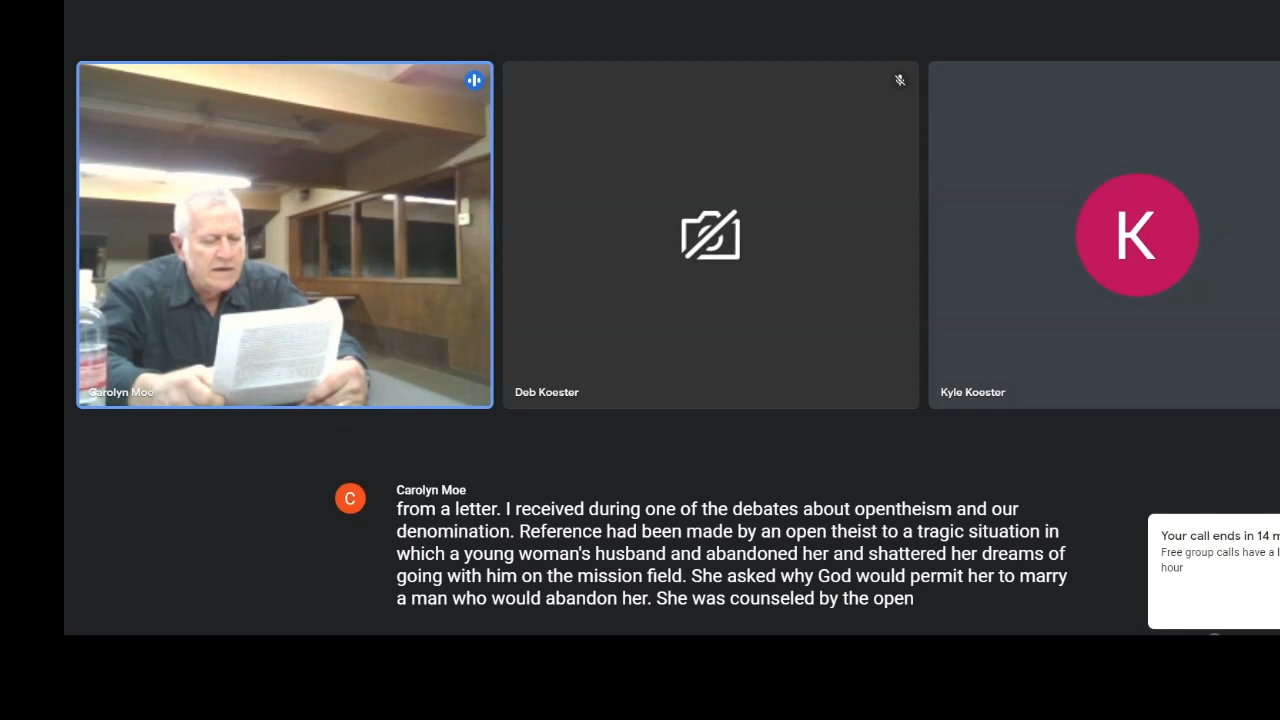 Carolyn Moe
Deb Koester
K
Kyle Koester
C
Carolyn Moe
from a letter. I received during one of the debates about opentheism and our
denomination. Reference had been made by an open theist to a tragic situation in
which a young woman's husband and abandoned her and shattered her dreams of
going with him on the mission field. She asked why God would permit her to marry
a man who would abandon her. She was counseled by the open
Your call ends in 14 m
Free group calls have a l
hour